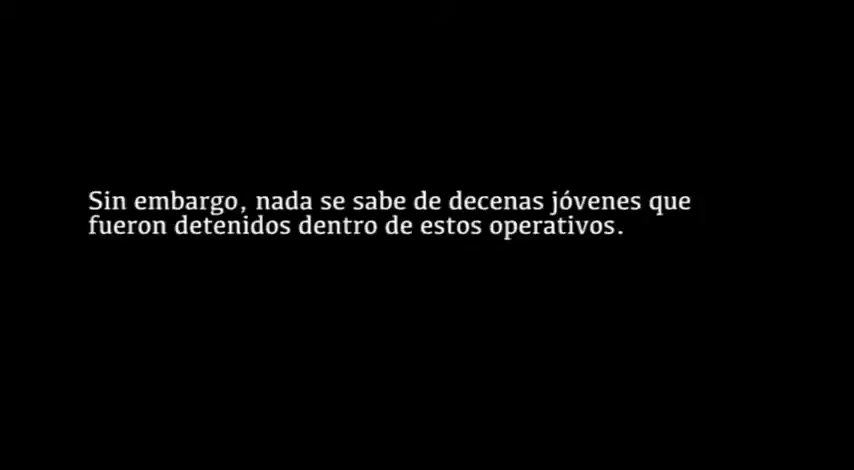 Sin embargo, nada se sabe de decenas jóvenes que
fueron detenidos dentro de estos operativos.